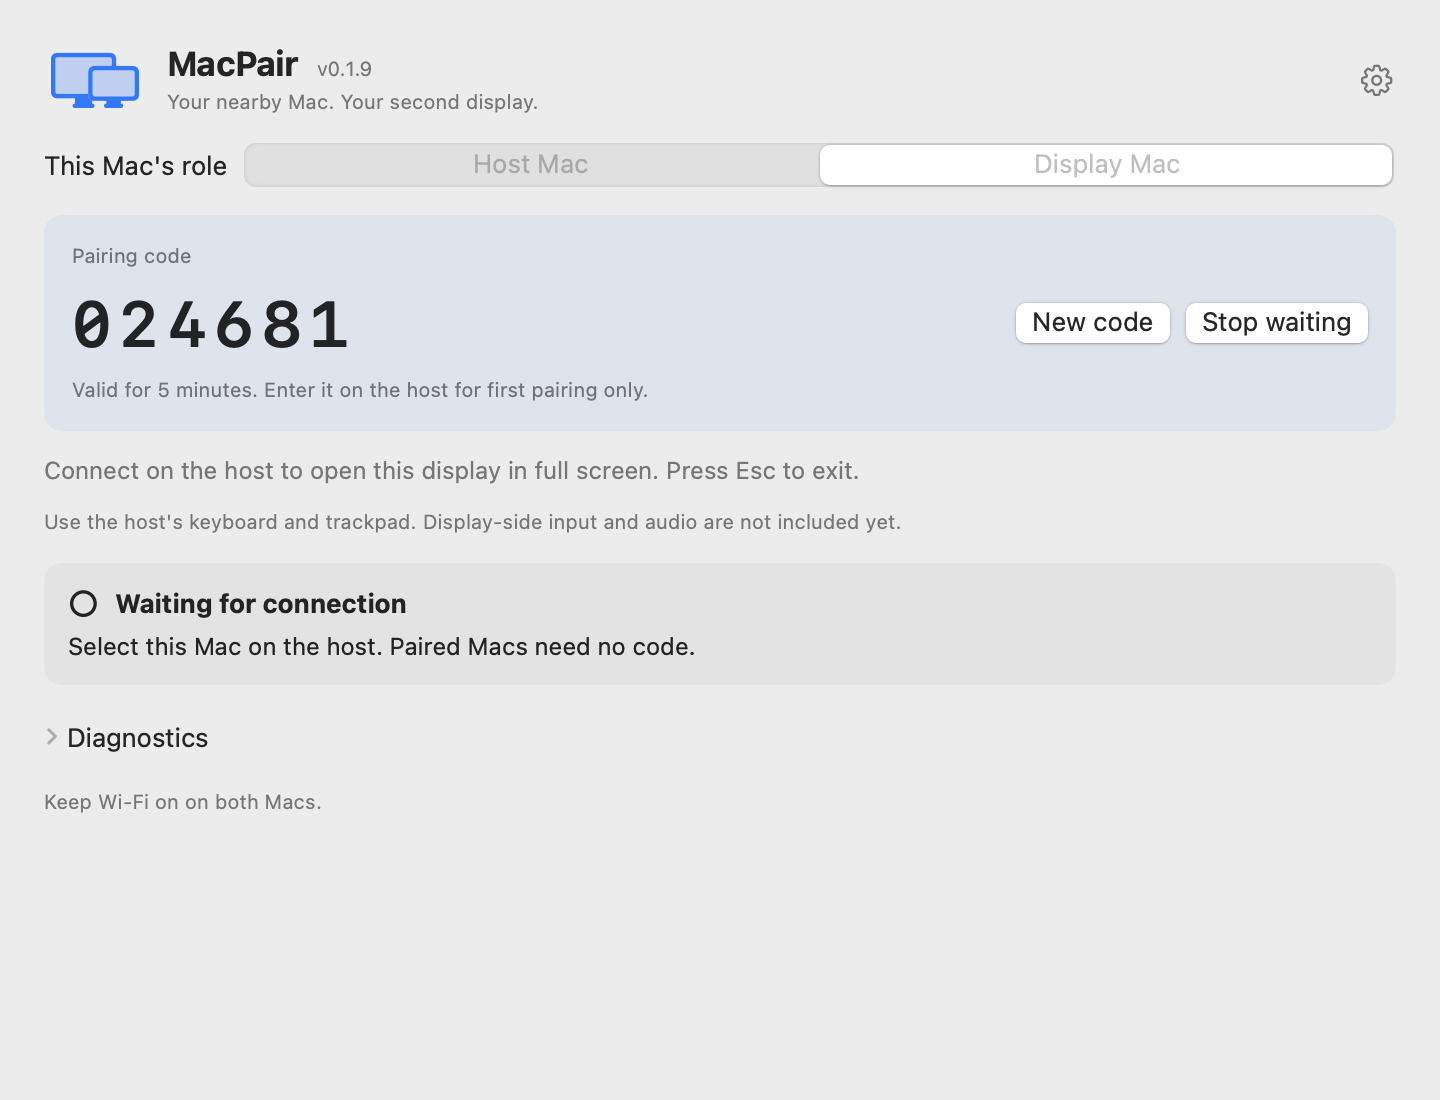 MacPair v0.1.9
Your nearby Mac. Your second display.
This Mac's role Host Mac Display Mac
Pairing code
024681
New code Stop waiting
Valid for 5 minutes. Enter it on the host for first pairing only.
Connect on the host to open this display in full screen. Press Esc to exit.
Use the host's keyboard and trackpad. Display-side input and audio are not included yet.
Waiting for connection
Select this Mac on the host. Paired Macs need no code.
Diagnostics
Keep Wi-Fi on on both Macs.